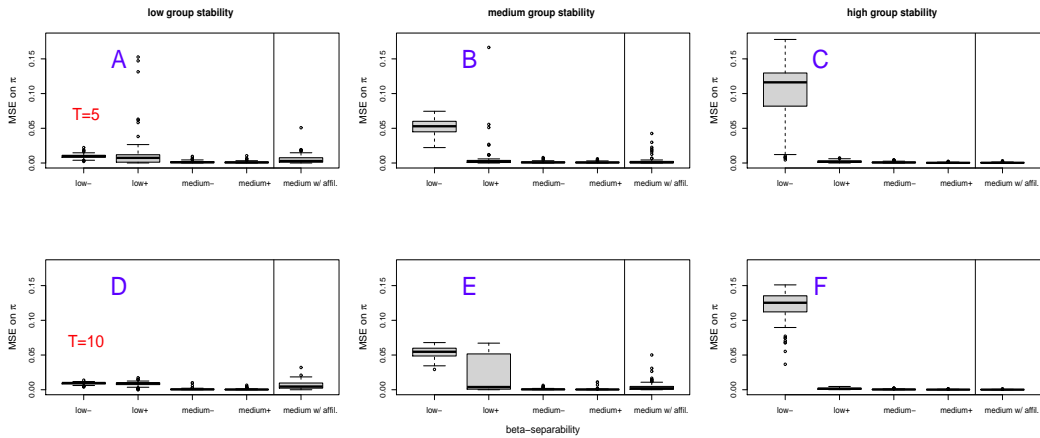 low group stability
medium group stability
high group stability
A
B
C
T=5
MSE on π
0.00 0.05 0.10 0.15
low− low+ medium− medium+ medium w/ affil.
MSE on π
0.00 0.05 0.10 0.15
low− low+ medium− medium+ medium w/ affil.
MSE on π
0.00 0.05 0.10 0.15
low− low+ medium− medium+ medium w/ affil.
D
E
F
T=10
MSE on π
0.00 0.05 0.10 0.15
low− low+ medium− medium+ medium w/ affil.
MSE on π
0.00 0.05 0.10 0.15
low− low+ medium− medium+ medium w/ affil.
MSE on π
0.00 0.05 0.10 0.15
low− low+ medium− medium+ medium w/ affil.
beta−separability